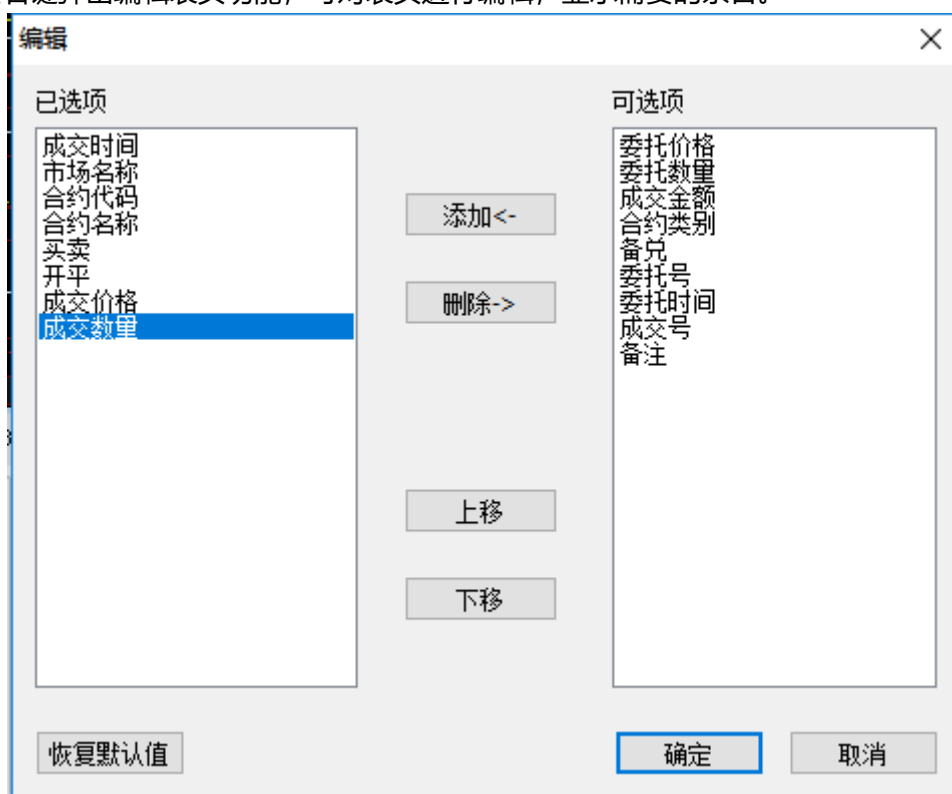 编辑
已选项
可选项
成交时间
市场名称
合约代码
合约名称
买卖
开平
成交价格
成交数量
添加<-
删除->
上移
下移
委托价格
委托数量
成交金额
合约类别
备兑
委托号
委托时间
成交号
备注
恢复默认值
确定
取消